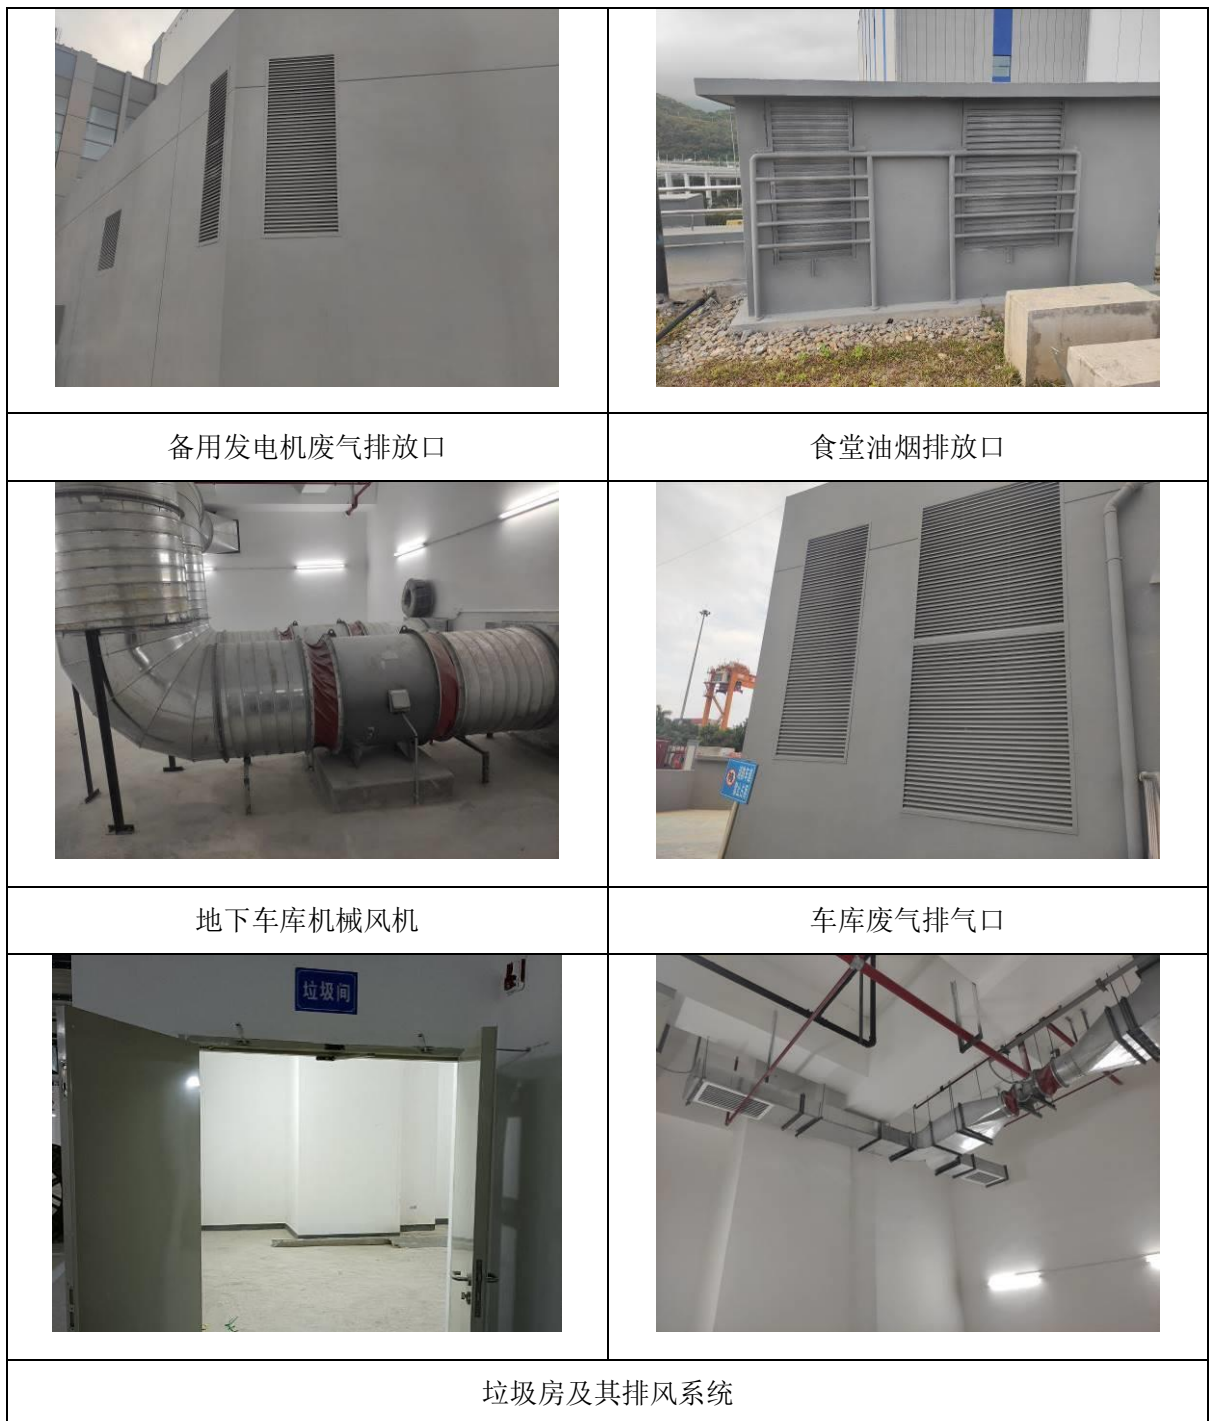 备用发电机废气排放口
食堂油烟排放口
地下车库机械风机
车库废气排气口
垃圾间
垃圾房及其排风系统